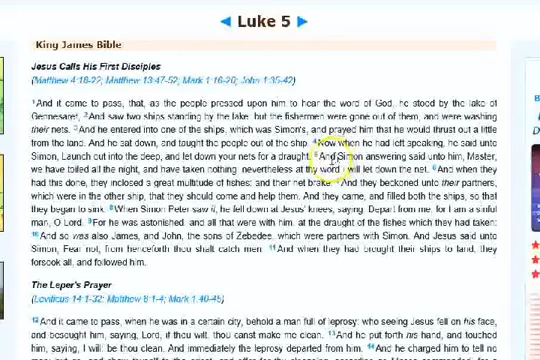 Luke 5
King James Bible
Jesus Calls His First Disciples
(Matthew 4:18-22; Matthew 13:47-52; Mark 1:16-20; John 1:35-42)
1And it came to pass, that, as the people pressed upon him to hear the word of God, he stood by the lake of
Gennesaret, 2And saw two ships standing by the lake: but the fishermen were gone out of them, and were washing
their nets. 3And he entered into one of the ships, which was Simon's, and prayed him that he would thrust out a little
from the land. And he sat down, and taught the people out of the ship. 4Now when he had left speaking, he said unto
Simon, Launch out into the deep, and let down your nets for a draught. 5And Simon answering said unto him, Master,
we have toiled all the night, and have taken nothing: nevertheless at thy word I will let down the net. 6And when they
had this done, they inclosed a great multitude of fishes: and their net brake. 7And they beckoned unto their partners,
which were in the other ship, that they should come and help them. And they came, and filled both the ships, so that
they began to sink. 8When Simon Peter saw it, he fell down at Jesus' knees, saying, Depart from me; for I am a sinful
man, O Lord. 9For he was astonished, and all that were with him, at the draught of the fishes which they had taken:
10And so was also James, and John, the sons of Zebedee, which were partners with Simon. And Jesus said unto
Simon, Fear not; from henceforth thou shalt catch men. 11And when they had brought their ships to land, they
forsook all, and followed him.
The Leper's Prayer
(Leviticus 14:1-32; Matthew 8:1-4; Mark 1:40-45)
12And it came to pass, when he was in a certain city, behold a man full of leprosy: who seeing Jesus fell on his face,
and besought him, saying, Lord, if thou wilt, thou canst make me clean. 13And he put forth his hand, and touched
him, saying, I will: be thou clean. And immediately the leprosy departed from him. 14And he charged him to tell no